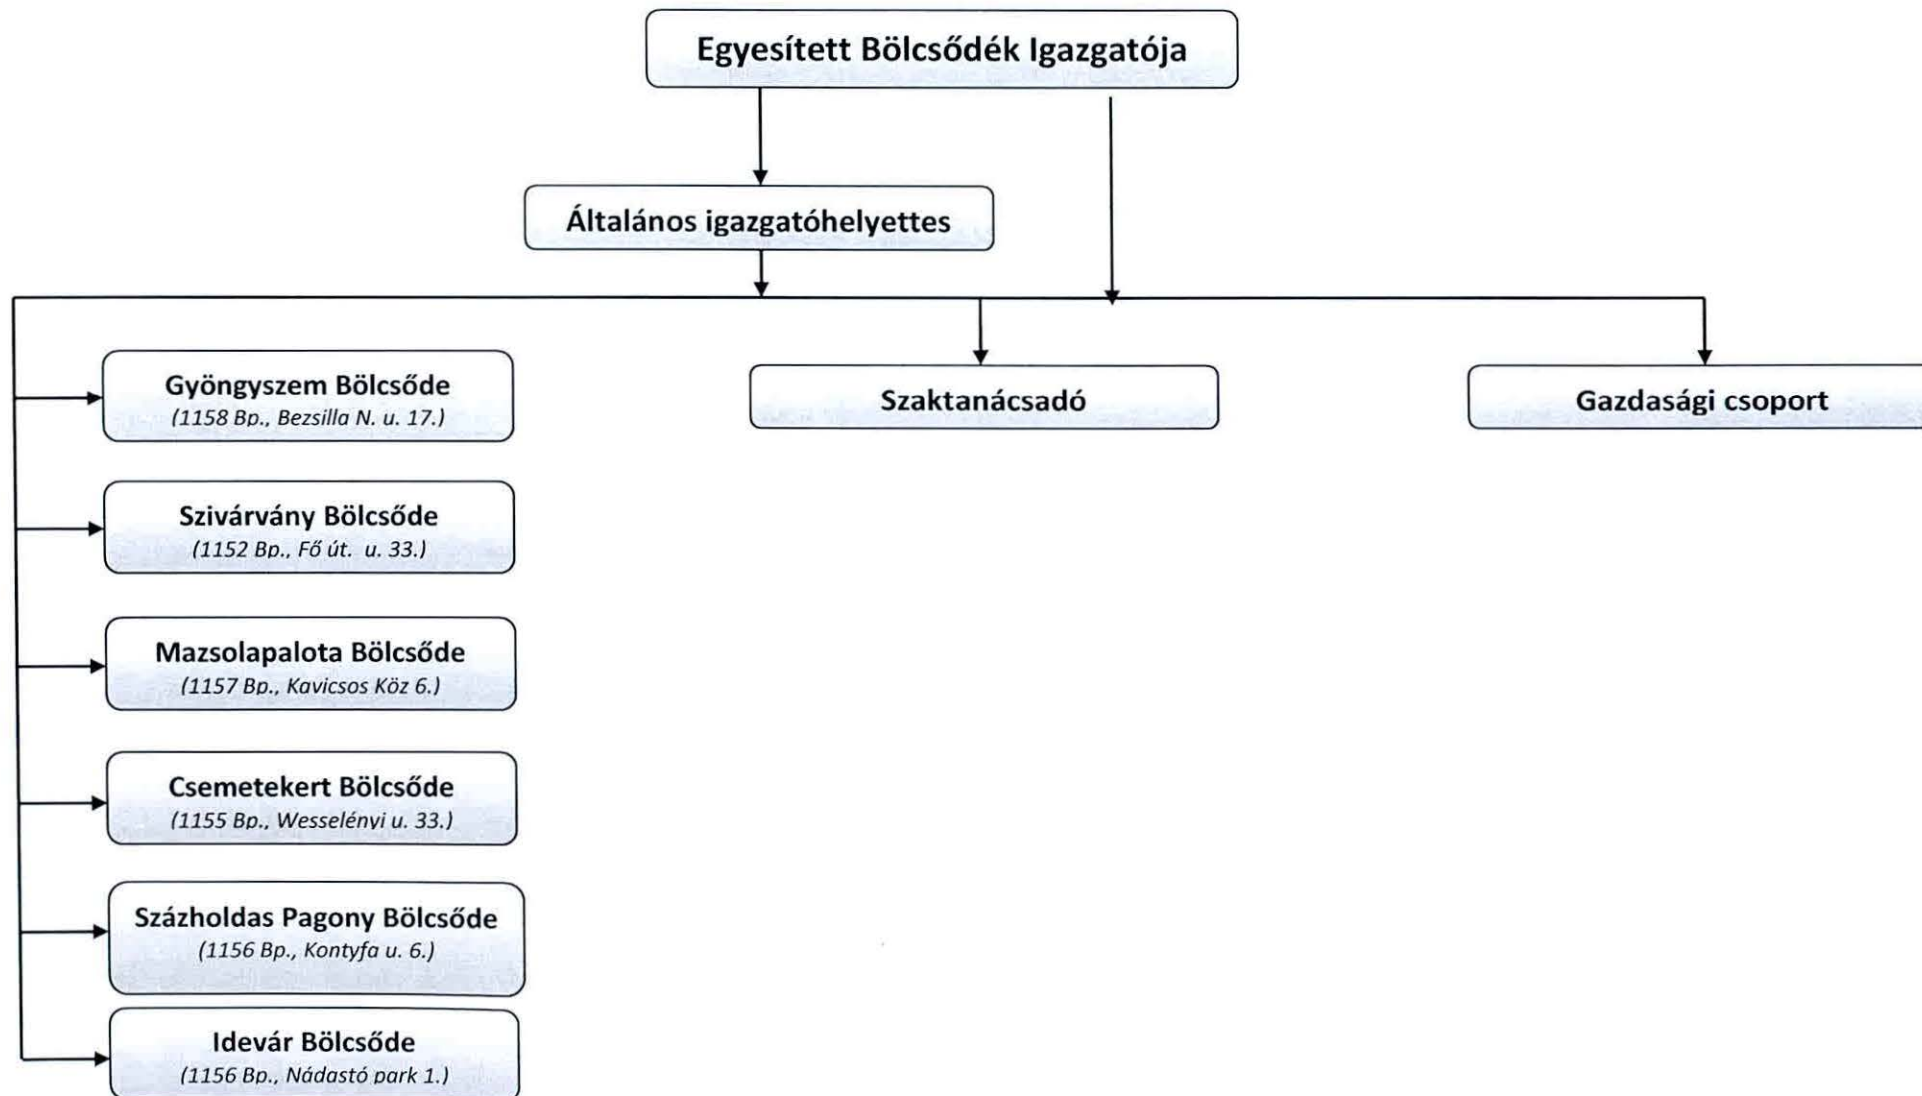 Egyesített Bölcsődék Igazgatója
Általános igazgatóhelyettes
Gyöngyszem Bölcsőde
(1158 Bp., Bezsilla N. u. 17.)
Szaktanácsadó
Gazdasági csoport
Szivárvány Bölcsőde
(1152 Bp., Fő út. u. 33.)
Mazsolapalota Bölcsőde
(1157 Bp., Kavicsos Köz 6.)
Csemetekert Bölcsőde
(1155 Bp., Wesselényi u. 33.)
Százholdas Pagony Bölcsőde
(1156 Bp., Kontyfa u. 6.)
Idevár Bölcsőde
(1156 Bp., Nádastó park 1.)